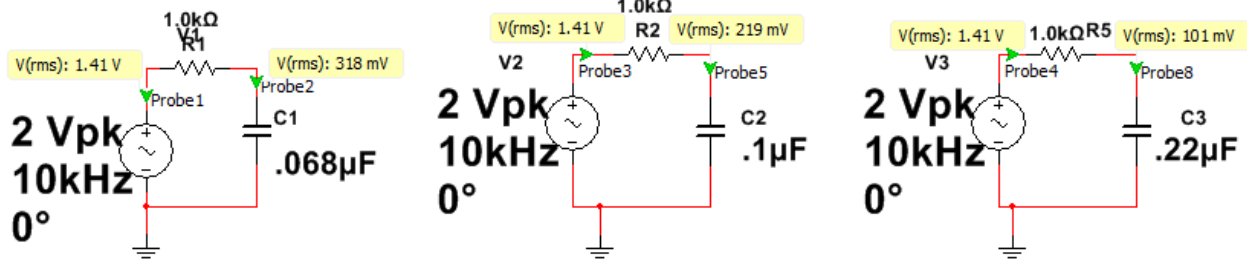 1.0kΩ
V1
R1
V(rms): 1.41 V
V(rms): 318 mV
Probe1
Probe2
C1
2 Vpk
10kHz
0°
.068µF
1.0kΩ
V(rms): 1.41 V
R2
V(rms): 219 mV
V2
Probe3
Probe5
2 Vpk
10kHz
0°
C2
.1µF
V(rms): 1.41 V
1.0kΩ
R5
V(rms): 101 mV
V3
Probe4
Probe8
2 Vpk
10kHz
0°
C3
.22µF
+
+
+